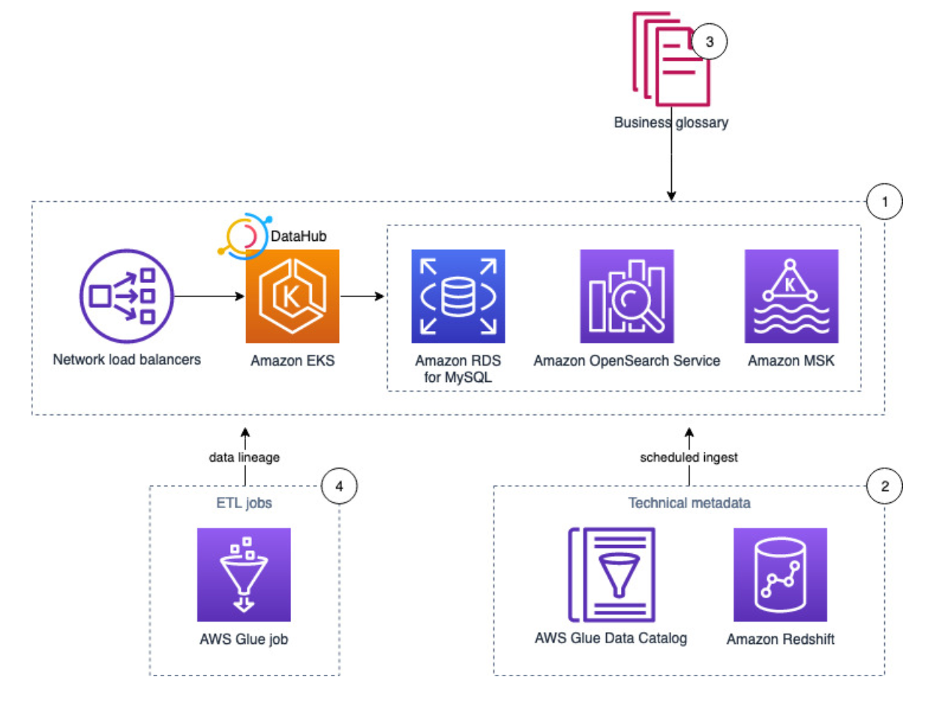 3
Business glossary
1
DataHub
Network load balancers
Amazon EKS
K
Amazon RDS
for MySQL
Amazon OpenSearch Service
K
Amazon MSK
data lineage
scheduled ingest
4
2
ETL jobs
Technical metadata
AWS Glue job
AWS Glue Data Catalog
Amazon Redshift